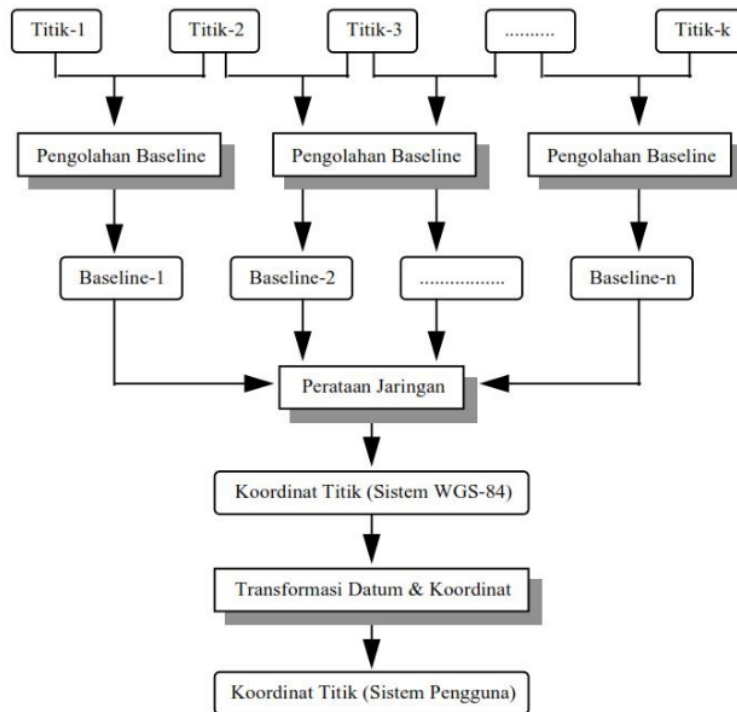 Titik-1
Titik-2
Titik-3
..........
Titik-k
Pengolahan Baseline
Pengolahan Baseline
Pengolahan Baseline
Baseline-1
Baseline-2
.................
Baseline-n
Perataan Jaringan
Koordinat Titik (Sistem WGS-84)
Transformasi Datum & Koordinat
Koordinat Titik (Sistem Pengguna)